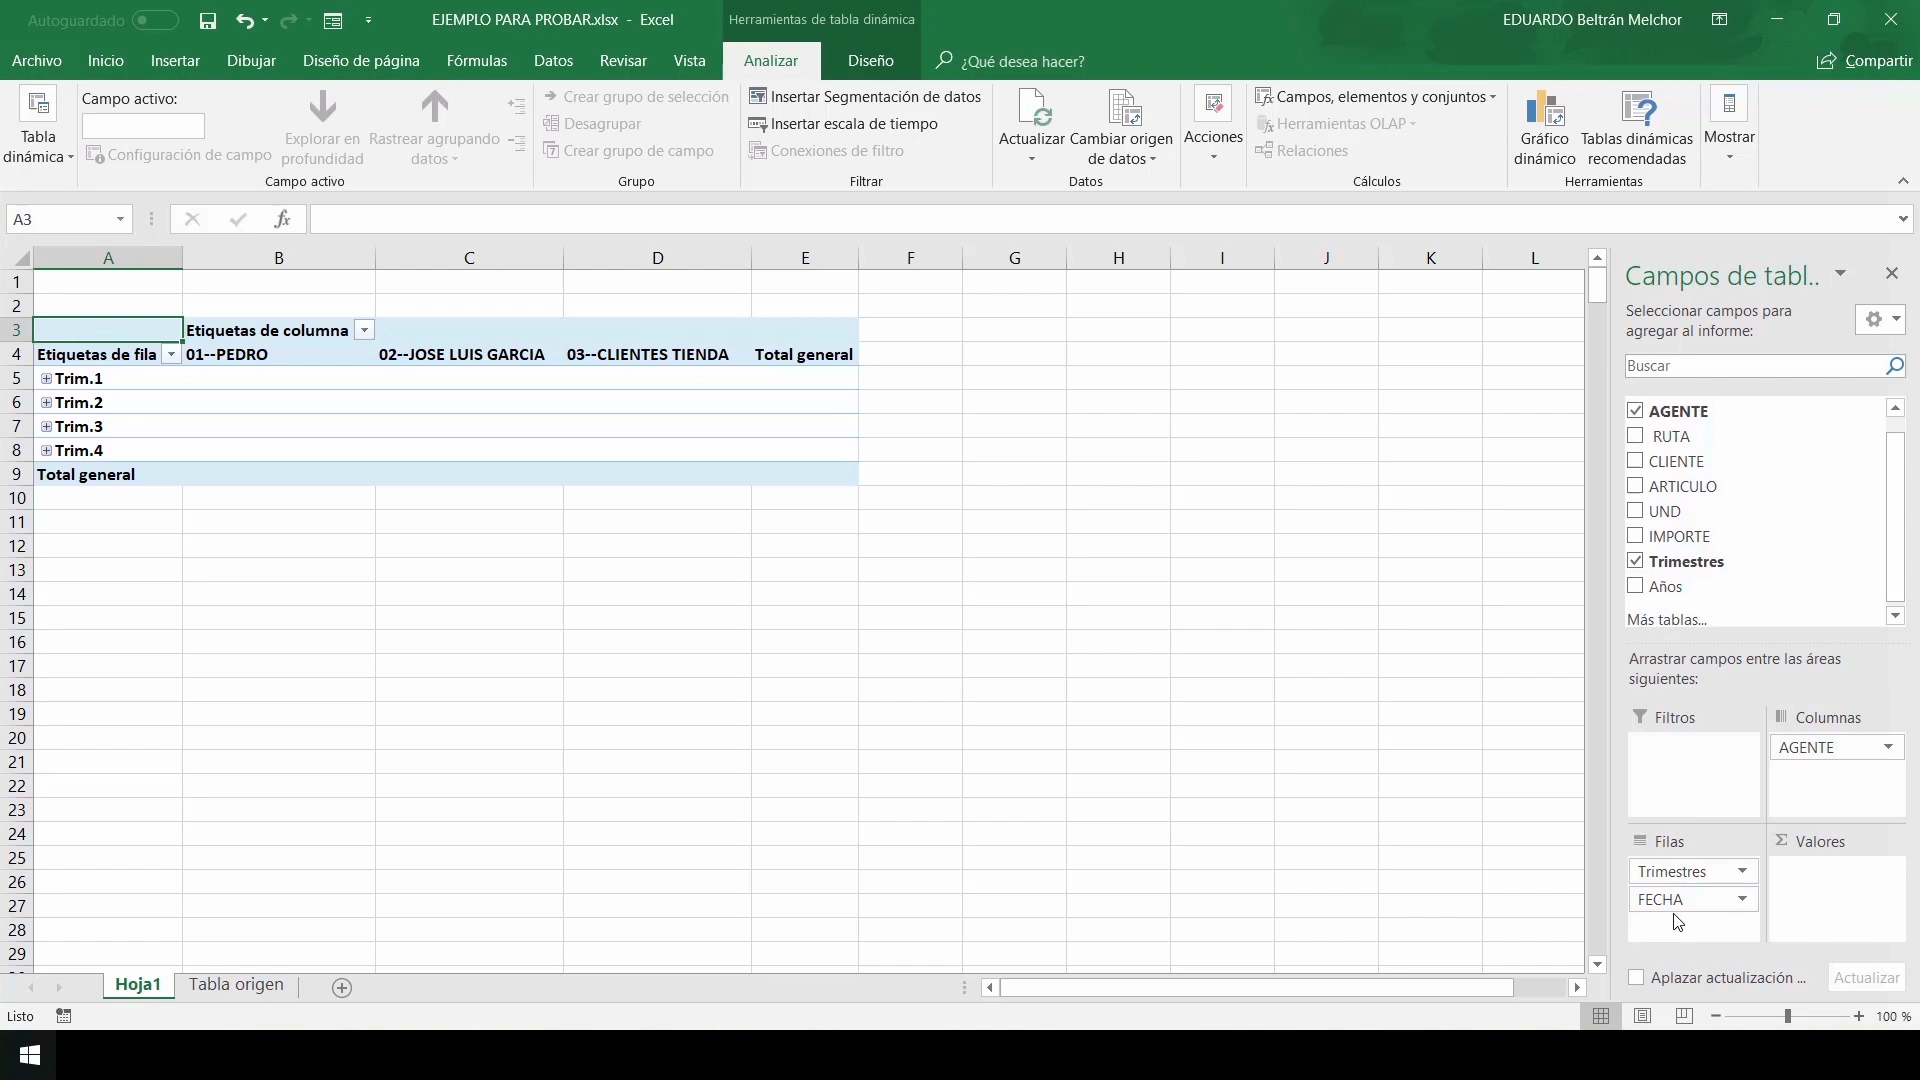 Autoguardado
EJEMPLO PARA PROBAR.xlsx - Excel
Herramientas de tabla dinámica
EDUARDO Beltrán Melchor
Archivo Inicio Insertar Dibujar Diseño de página Fórmulas Datos Revisar Vista Analizar Diseño ¿Qué desea hacer? Compartir
Tabla
dinámica
Campo activo:
Configuración de campo
Explorar en
profundidad
Rastrear agrupando
datos
Campo activo
Crear grupo de selección
Desagrupar
Crear grupo de campo
Grupo
Insertar Segmentación de datos
Insertar escala de tiempo
Conexiones de filtro
Filtrar
Actualizar
Cambiar origen
de datos
Datos
Acciones
Campos, elementos y conjuntos
Herramientas OLAP
Relaciones
Cálculos
Gráfico
dinámico
Tablas dinámicas
recomendadas
Herramientas
Mostrar
A3
fx
A B C D E F G H I J K L
1
2
3 Etiquetas de columna
4 Etiquetas de fila 01--PEDRO 02--JOSE LUIS GARCIA 03--CLIENTES TIENDA Total general
5 Trim.1
6 Trim.2
7 Trim.3
8 Trim.4
9 Total general
10
11
12
13
14
15
16
17
18
19
20
21
22
23
24
25
26
27
28
29
Campos de tabl..
Seleccionar campos para
agregar al informe:
Buscar
AGENTE
RUTA
CLIENTE
ARTICULO
UND
IMPORTE
Trimestres
Años
Más tablas...
Arrastrar campos entre las áreas
siguientes:
Filtros
Columnas
AGENTE
Filas
Σ Valores
Trimestres
FECHA
Aplazar actualización ... Actualizar
Hoja1 Tabla origen
Listo
100 %